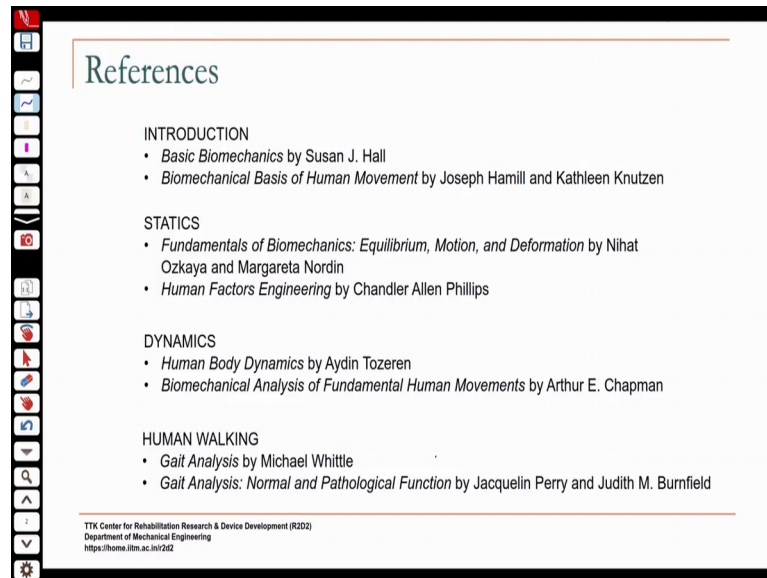 References
INTRODUCTION
• Basic Biomechanics by Susan J. Hall
• Biomechanical Basis of Human Movement by Joseph Hamill and Kathleen Knutzen
STATICS
• Fundamentals of Biomechanics: Equilibrium, Motion, and Deformation by Nihat
Ozkaya and Margareta Nordin
• Human Factors Engineering by Chandler Allen Phillips
DYNAMICS
• Human Body Dynamics by Aydin Tozeren
• Biomechanical Analysis of Fundamental Human Movements by Arthur E. Chapman
HUMAN WALKING
• Gait Analysis by Michael Whittle
• Gait Analysis: Normal and Pathological Function by Jacquelin Perry and Judith M. Burnfield
TTK Center for Rehabilitation Research & Device Development (R2D2)
Department of Mechanical Engineering
https://home.iitm.ac.in/r2d2
A
A
1:1
2